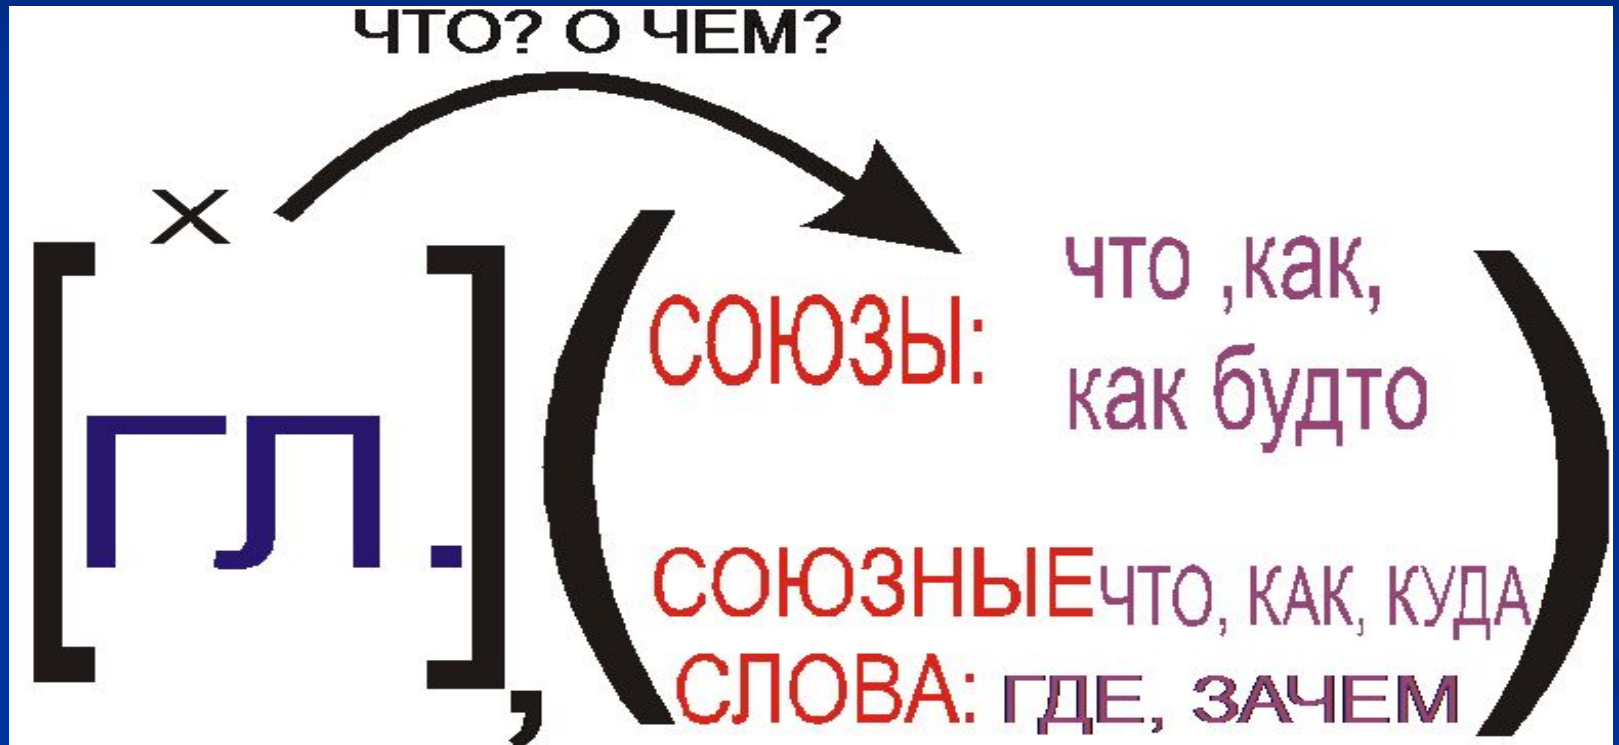 ЧТО? О ЧЕМ?
х
[гл.], (СОЮЗЫ: что ,как,
как будто
СОЮЗНЫЕ ЧТО, КАК, КУДА
СЛОВА: ГДЕ, ЗАЧЕМ)